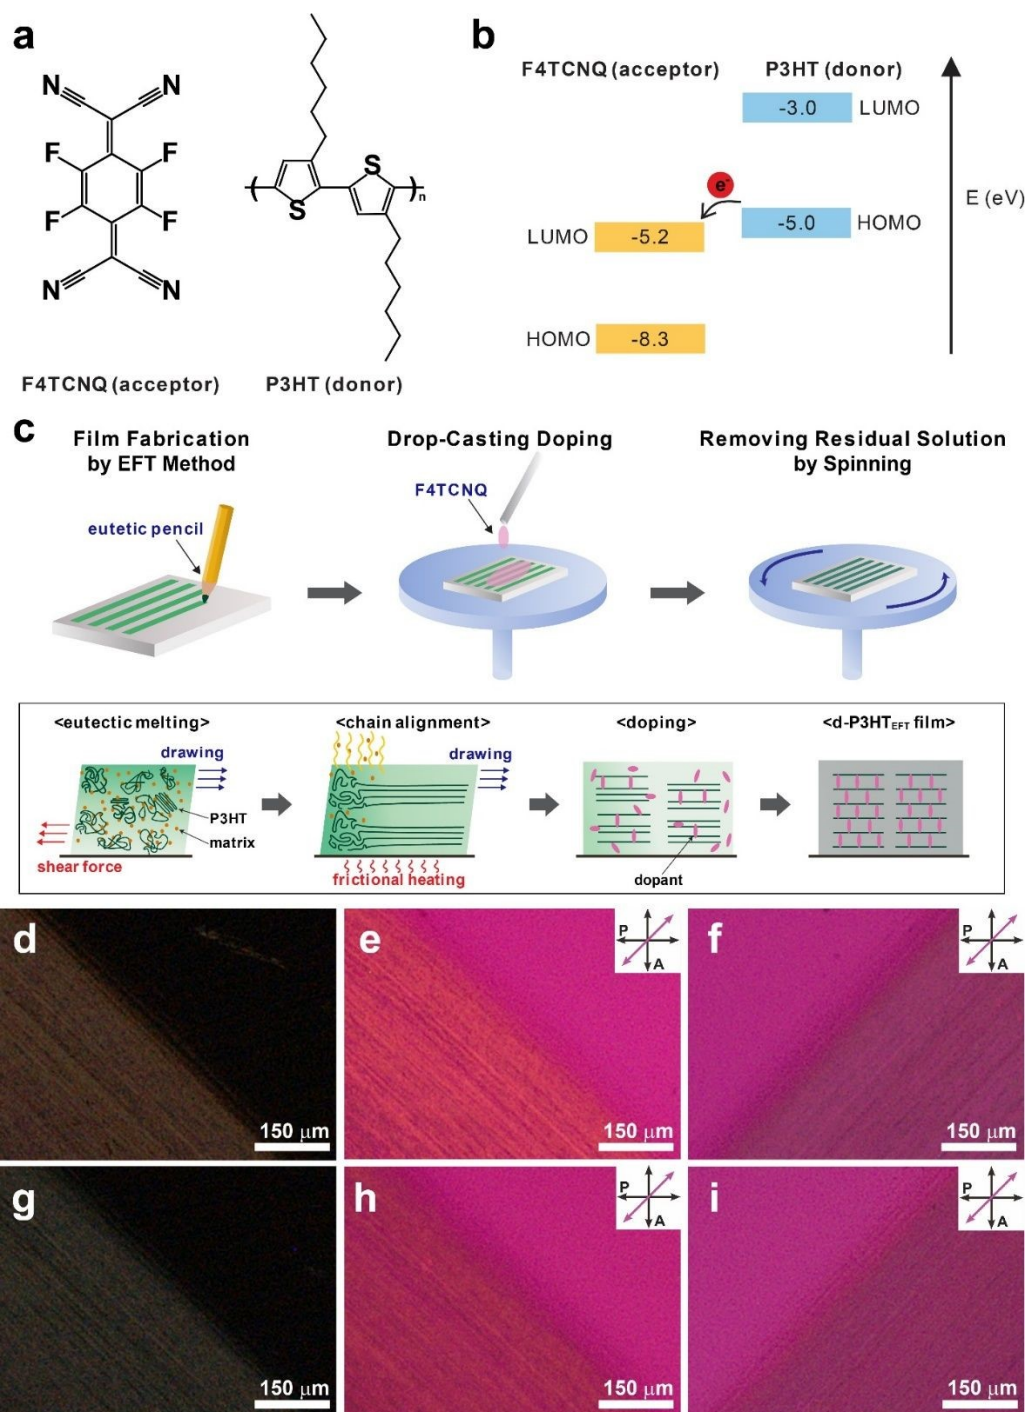 a
N
N
F
F
F
F
N
N
S
S
n
F4TCNQ (acceptor)
P3HT (donor)
b
F4TCNQ (acceptor)
P3HT (donor)
-3.0
LUMO
e-
E (eV)
LUMO
-5.2
-5.0
HOMO
HOMO
-8.3
c
Film Fabrication
by EFT Method
eutetic pencil
Drop-Casting Doping
F4TCNQ
Removing Residual Solution
by Spinning
<eutectic melting>
drawing
P3HT
matrix
shear force
<chain alignment>
drawing
frictional heating
<doping>
dopant
<d-P3HTEFT film>
d
150 μm
e
P
A
150 μm
f
P
A
150 μm
g
150 μm
h
P
A
150 μm
i
P
A
150 μm